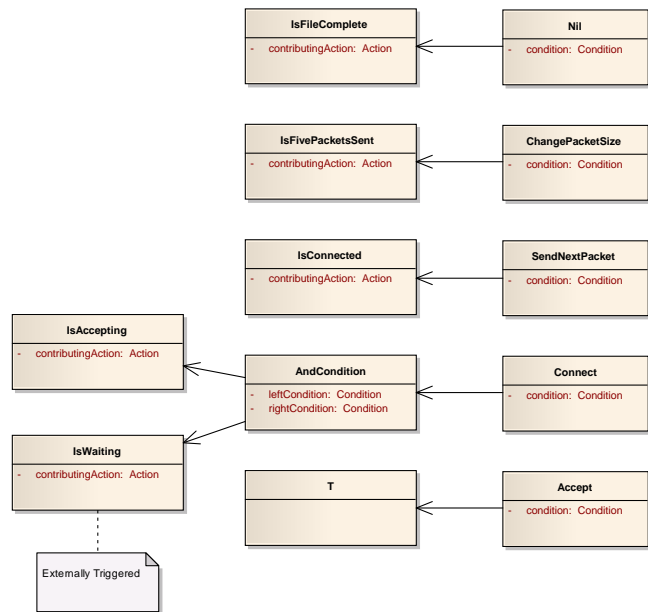 IsFileComplete
- contributingAction: Action
Nil
- condition: Condition
IsFivePacketsSent
- contributingAction: Action
ChangePacketSize
- condition: Condition
IsConnected
- contributingAction: Action
SendNextPacket
- condition: Condition
IsAccepting
- contributingAction: Action
AndCondition
- leftCondition: Condition
- rightCondition: Condition
Connect
- condition: Condition
IsWaiting
- contributingAction: Action
T
Accept
- condition: Condition
Externally Triggered